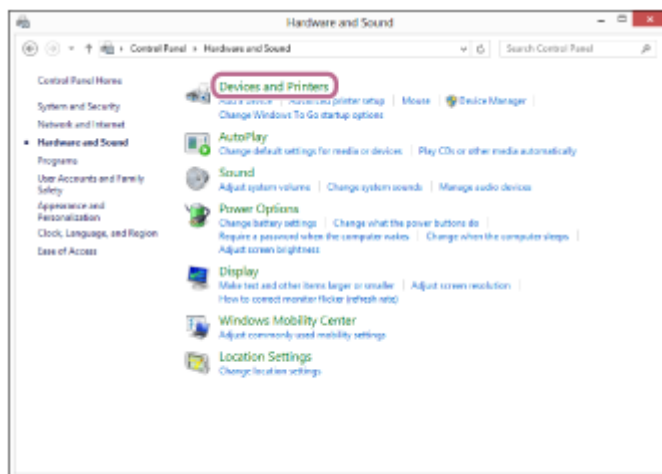 Hardware and Sound
Control Panel › Hardware and Sound
Search Control Panel
Control Panel Home
System and Security
Network and Internet
Hardware and Sound
Programs
User Accounts and Family
Safety
Appearance and
Personalization
Clock, Language, and Region
Ease of Access
Devices and Printers
Add a device | Advanced printer setup | Mouse | Device Manager |
Change Windows To Go startup options
AutoPlay
Change default settings for media or devices | Play CDs or other media automatically
Sound
Adjust system volume | Change system sounds | Manage audio devices
Power Options
Change battery settings | Change what the power buttons do |
Require a password when the computer wakes | Change when the computer sleeps |
Adjust screen brightness
Display
Make text and other items larger or smaller | Adjust screen resolution |
How to correct monitor flicker (refresh rate)
Windows Mobility Center
Adjust commonly used mobility settings
Location Settings
Change location settings